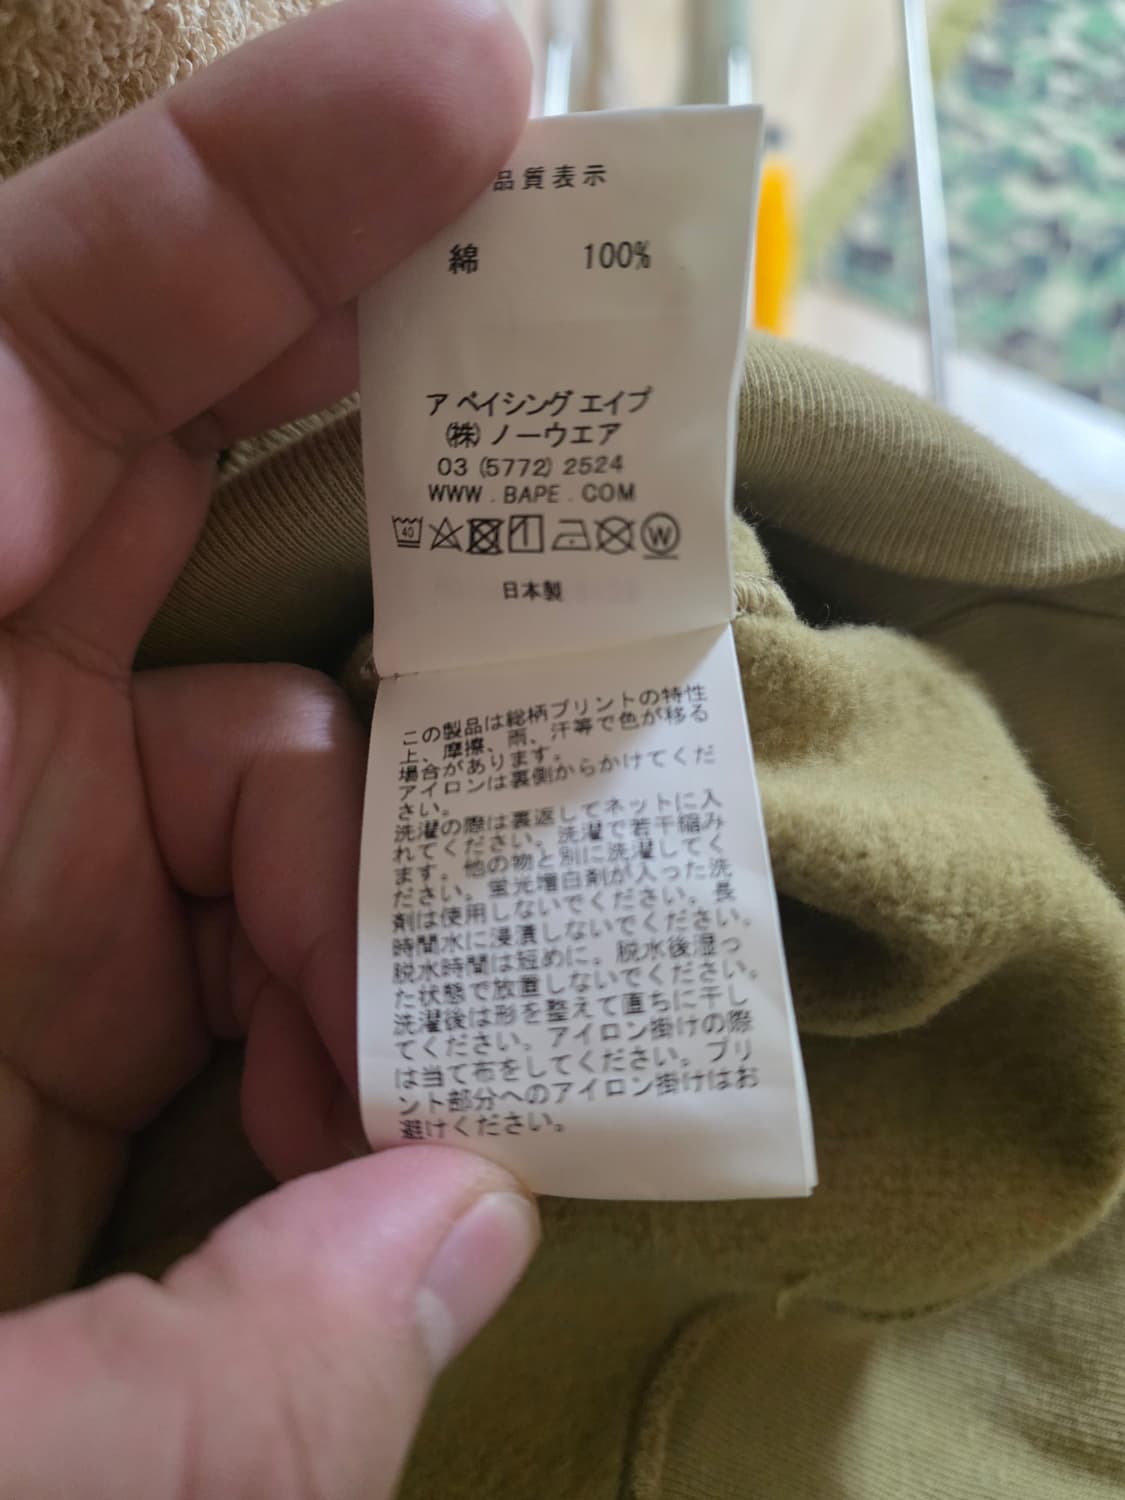 品質表示
綿 100%
ア ベイシング エイプ
(株) ノーウエア
03 (5772) 2524
WWW . BAPE . COM
40
W
日本製
この製品は総柄プリントの特性
上、摩擦、雨、汗等で色が移る
場合があります。
アイロンは裏側からかけてくだ
さい。
洗濯の際は裏返してネットに入
れてください。洗濯で若干縮み
ます。他の物と別に洗濯してく
ださい。蛍光増白剤が入った洗
剤は使用しないでください。長
時間水に浸漬しないでください。
脱水時間は短めに。脱水後湿っ
た状態で放置しないでください。
洗濯後は形を整えて直ちに干し
てください。アイロン掛けの際
は当て布をしてください。プリ
ント部分へのアイロン掛けはお
避けください。